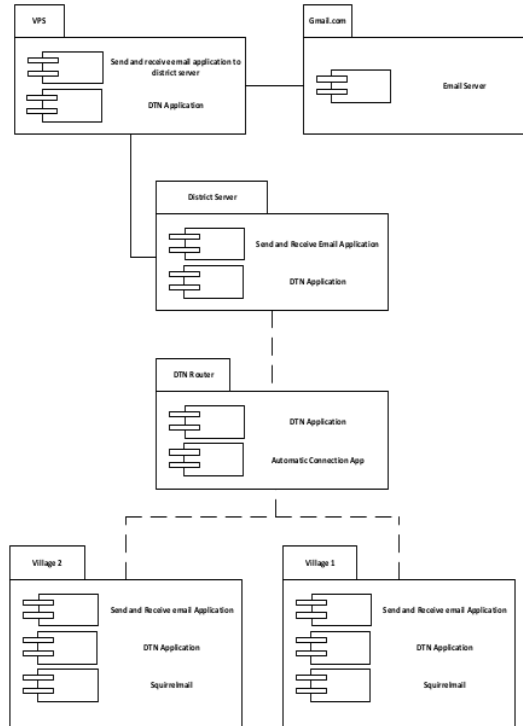 VPS
Gmail.com
Send and receive email application to
district server
DTN Application
Email Server
District Server
Send and Receive Email Application
DTN Application
DTN Router
DTN Application
Automatic Connection App
Village 2
Village 1
Send and Receive email Application
DTN Application
Squirrelmail
Send and Receive email Application
DTN Application
Squirrelmail